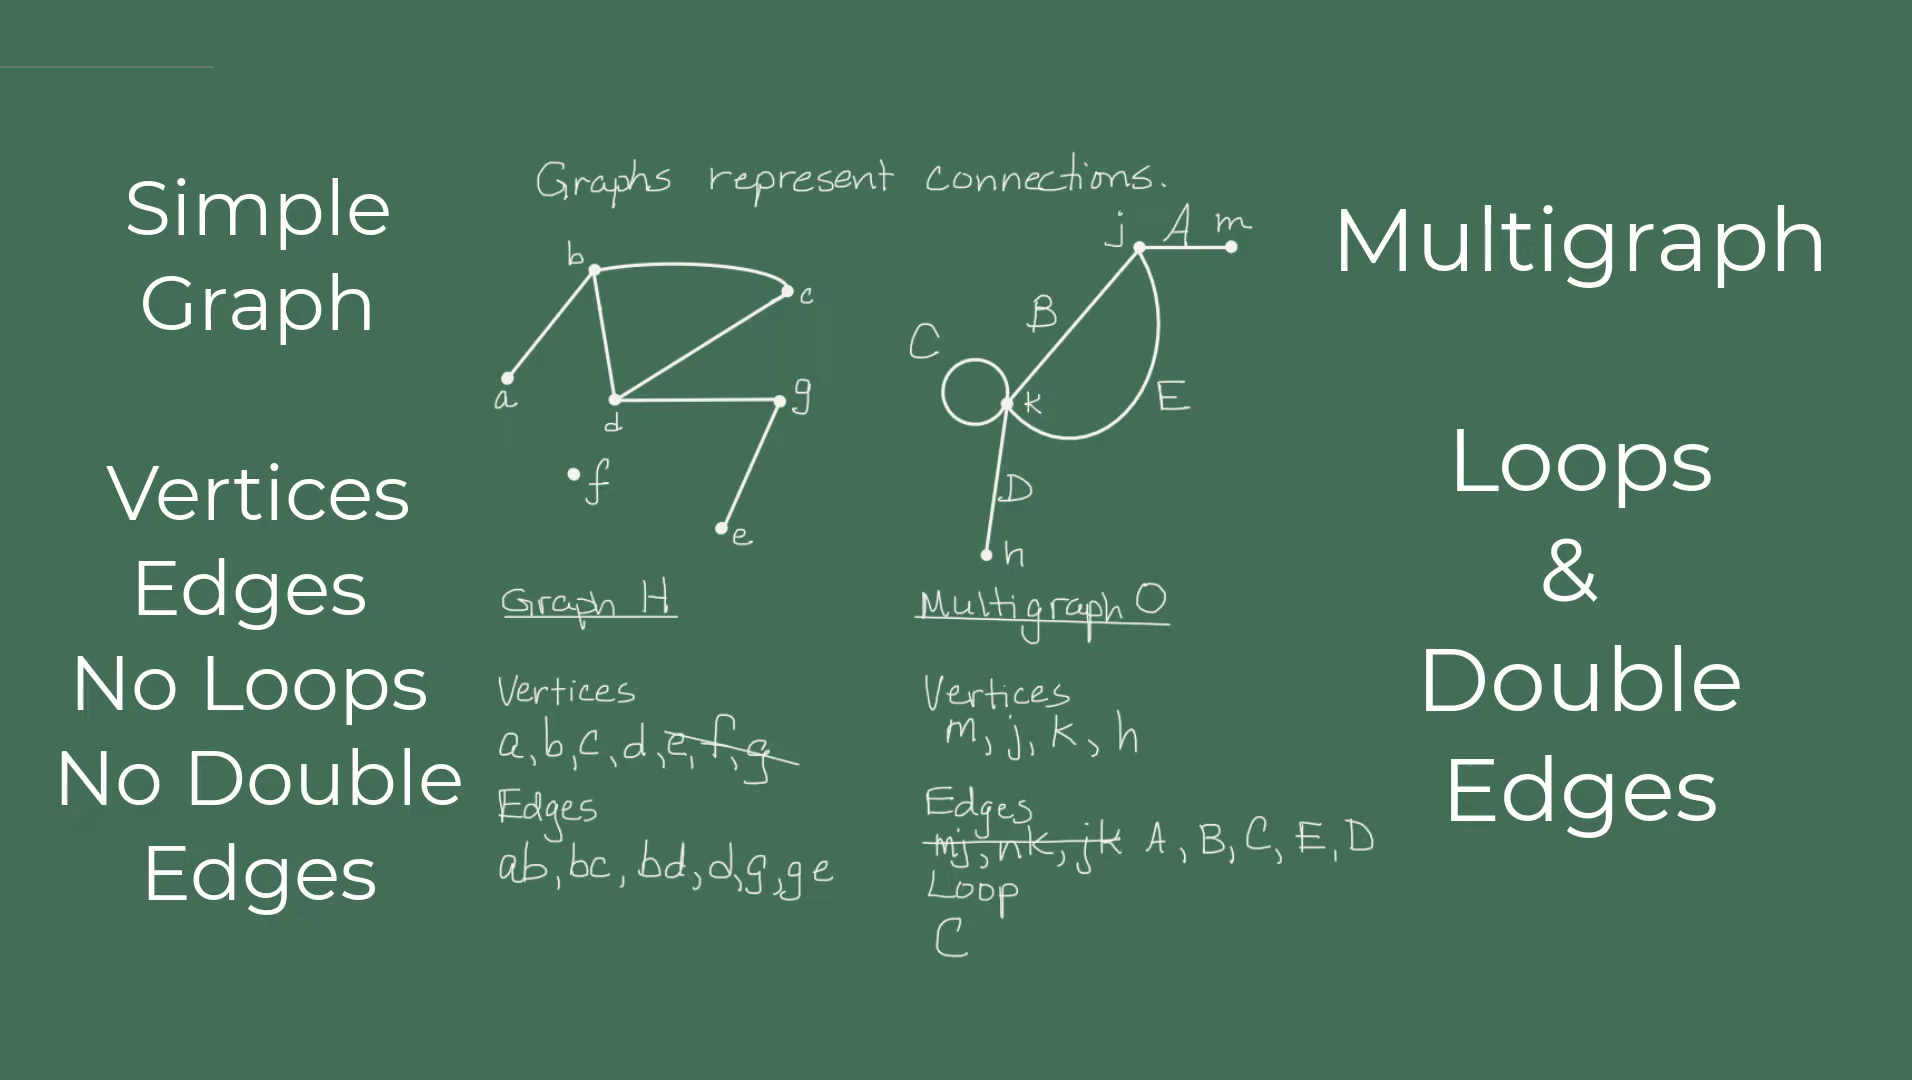 Simple
Graph
Vertices
Edges
No Loops
No Double
Edges
Graphs represent connections.
b
c
a
d
g
f
e
j A m
B
C
k
E
D
h
Graph H
Vertices
a, b, c, d, e, f, g
Edges
ab, bc, bd, d,g, ge
Multigraph O
Vertices
m, j, k, h
Edges
mj, nk, jk A, B, C, E, D
Loop
C
Multigraph
Loops
&
Double
Edges